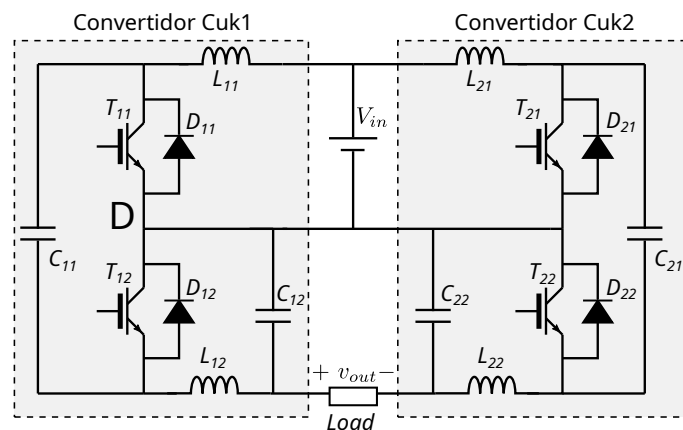 Convertidor Cuk1
Convertidor Cuk2
L11
L21
T11
D11
Vin
T21
D21
D
C11
C21
T12
D12
C12
C22
T22
D22
L12
+ vout −
L22
Load